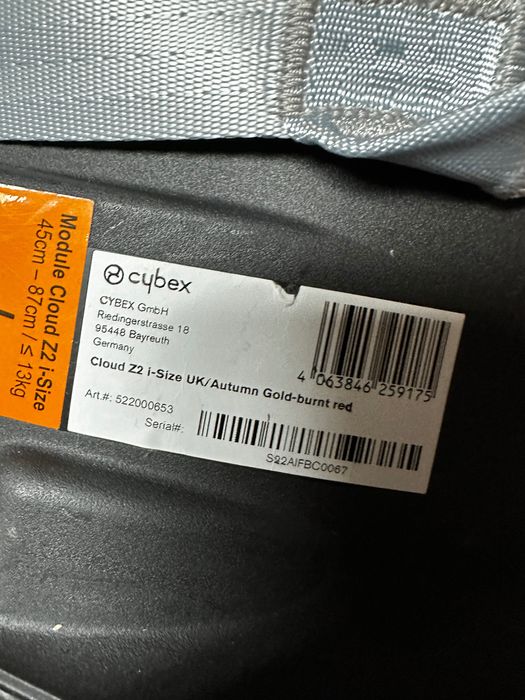 Module Cloud Z2 i-Size
45cm – 87cm / ≤ 13kg
cybex
CYBEX GmbH
Riedingerstrasse 18
95448 Bayreuth
Germany
4 063846 259175
Cloud Z2 i-Size UK/Autumn Gold-burnt red
Art.#: 522000653
Serial#:
S22AIFBC0067